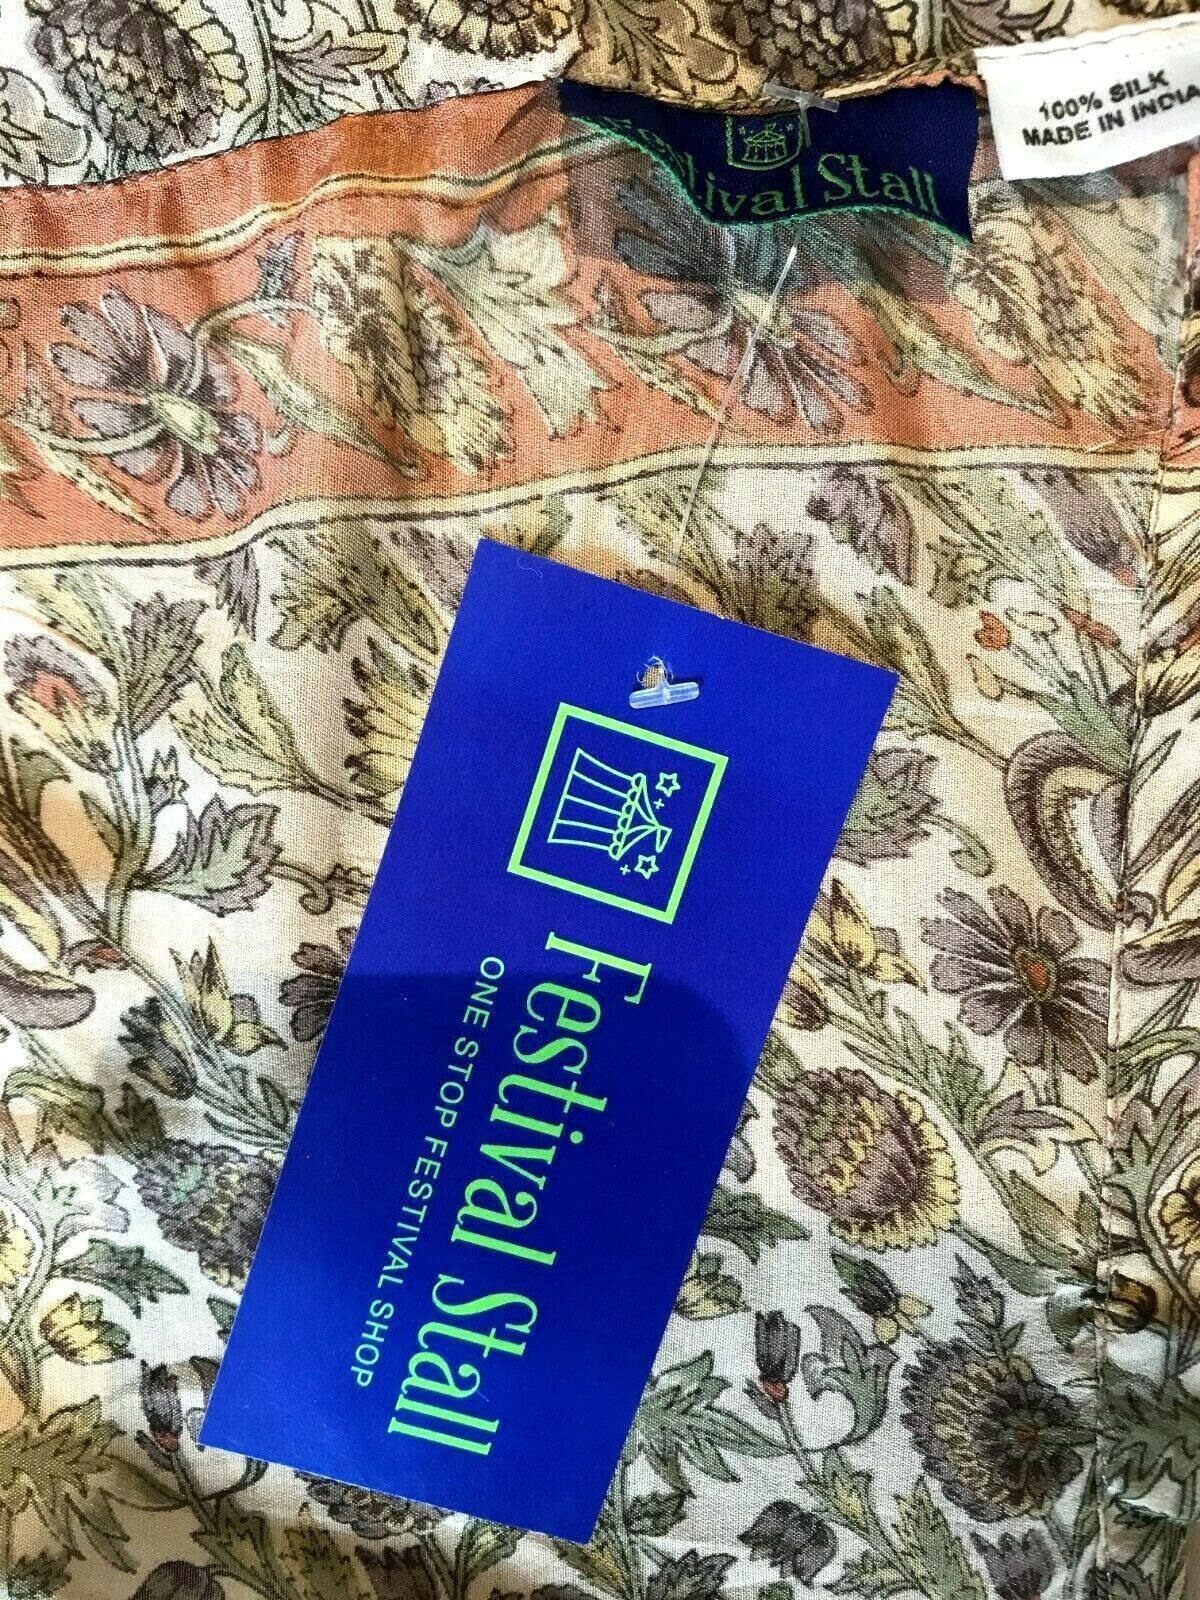 100% SILK
MADE IN INDIA
Festival Stall
Festival Stall
ONE STOP FESTIVAL SHOP